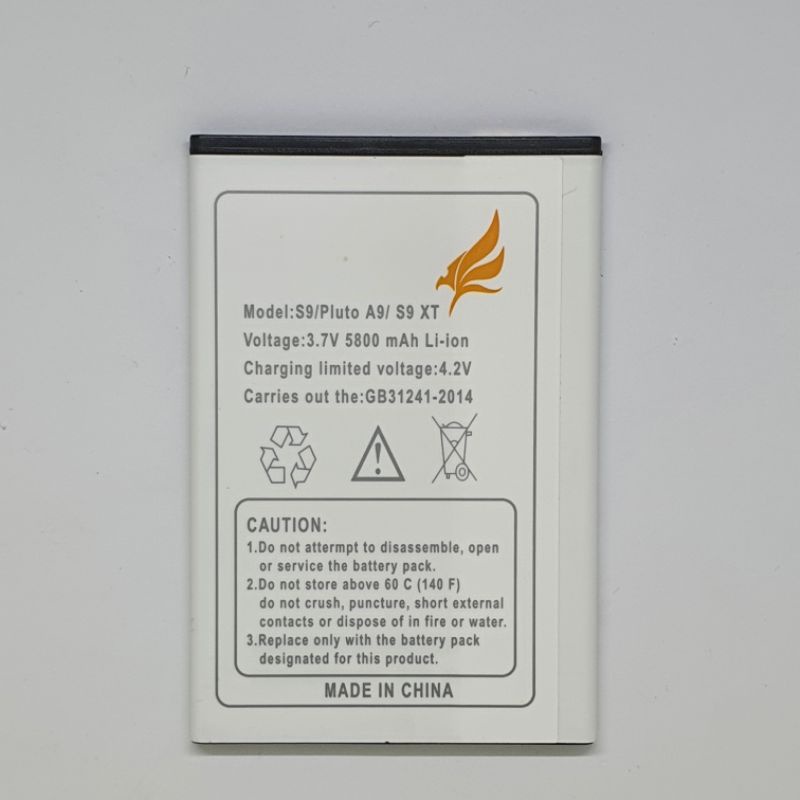 Model:S9/Pluto A9/ S9 XT
Voltage:3.7V 5800 mAh Li-ion
Charging limited voltage:4.2V
Carries out the:GB31241-2014
CAUTION:
1.Do not attermpt to disassemble, open
or service the battery pack.
2.Do not store above 60 C (140 F)
do not crush, puncture, short external
contacts or dispose of in fire or water.
3.Replace only with the battery pack
designated for this product.
MADE IN CHINA